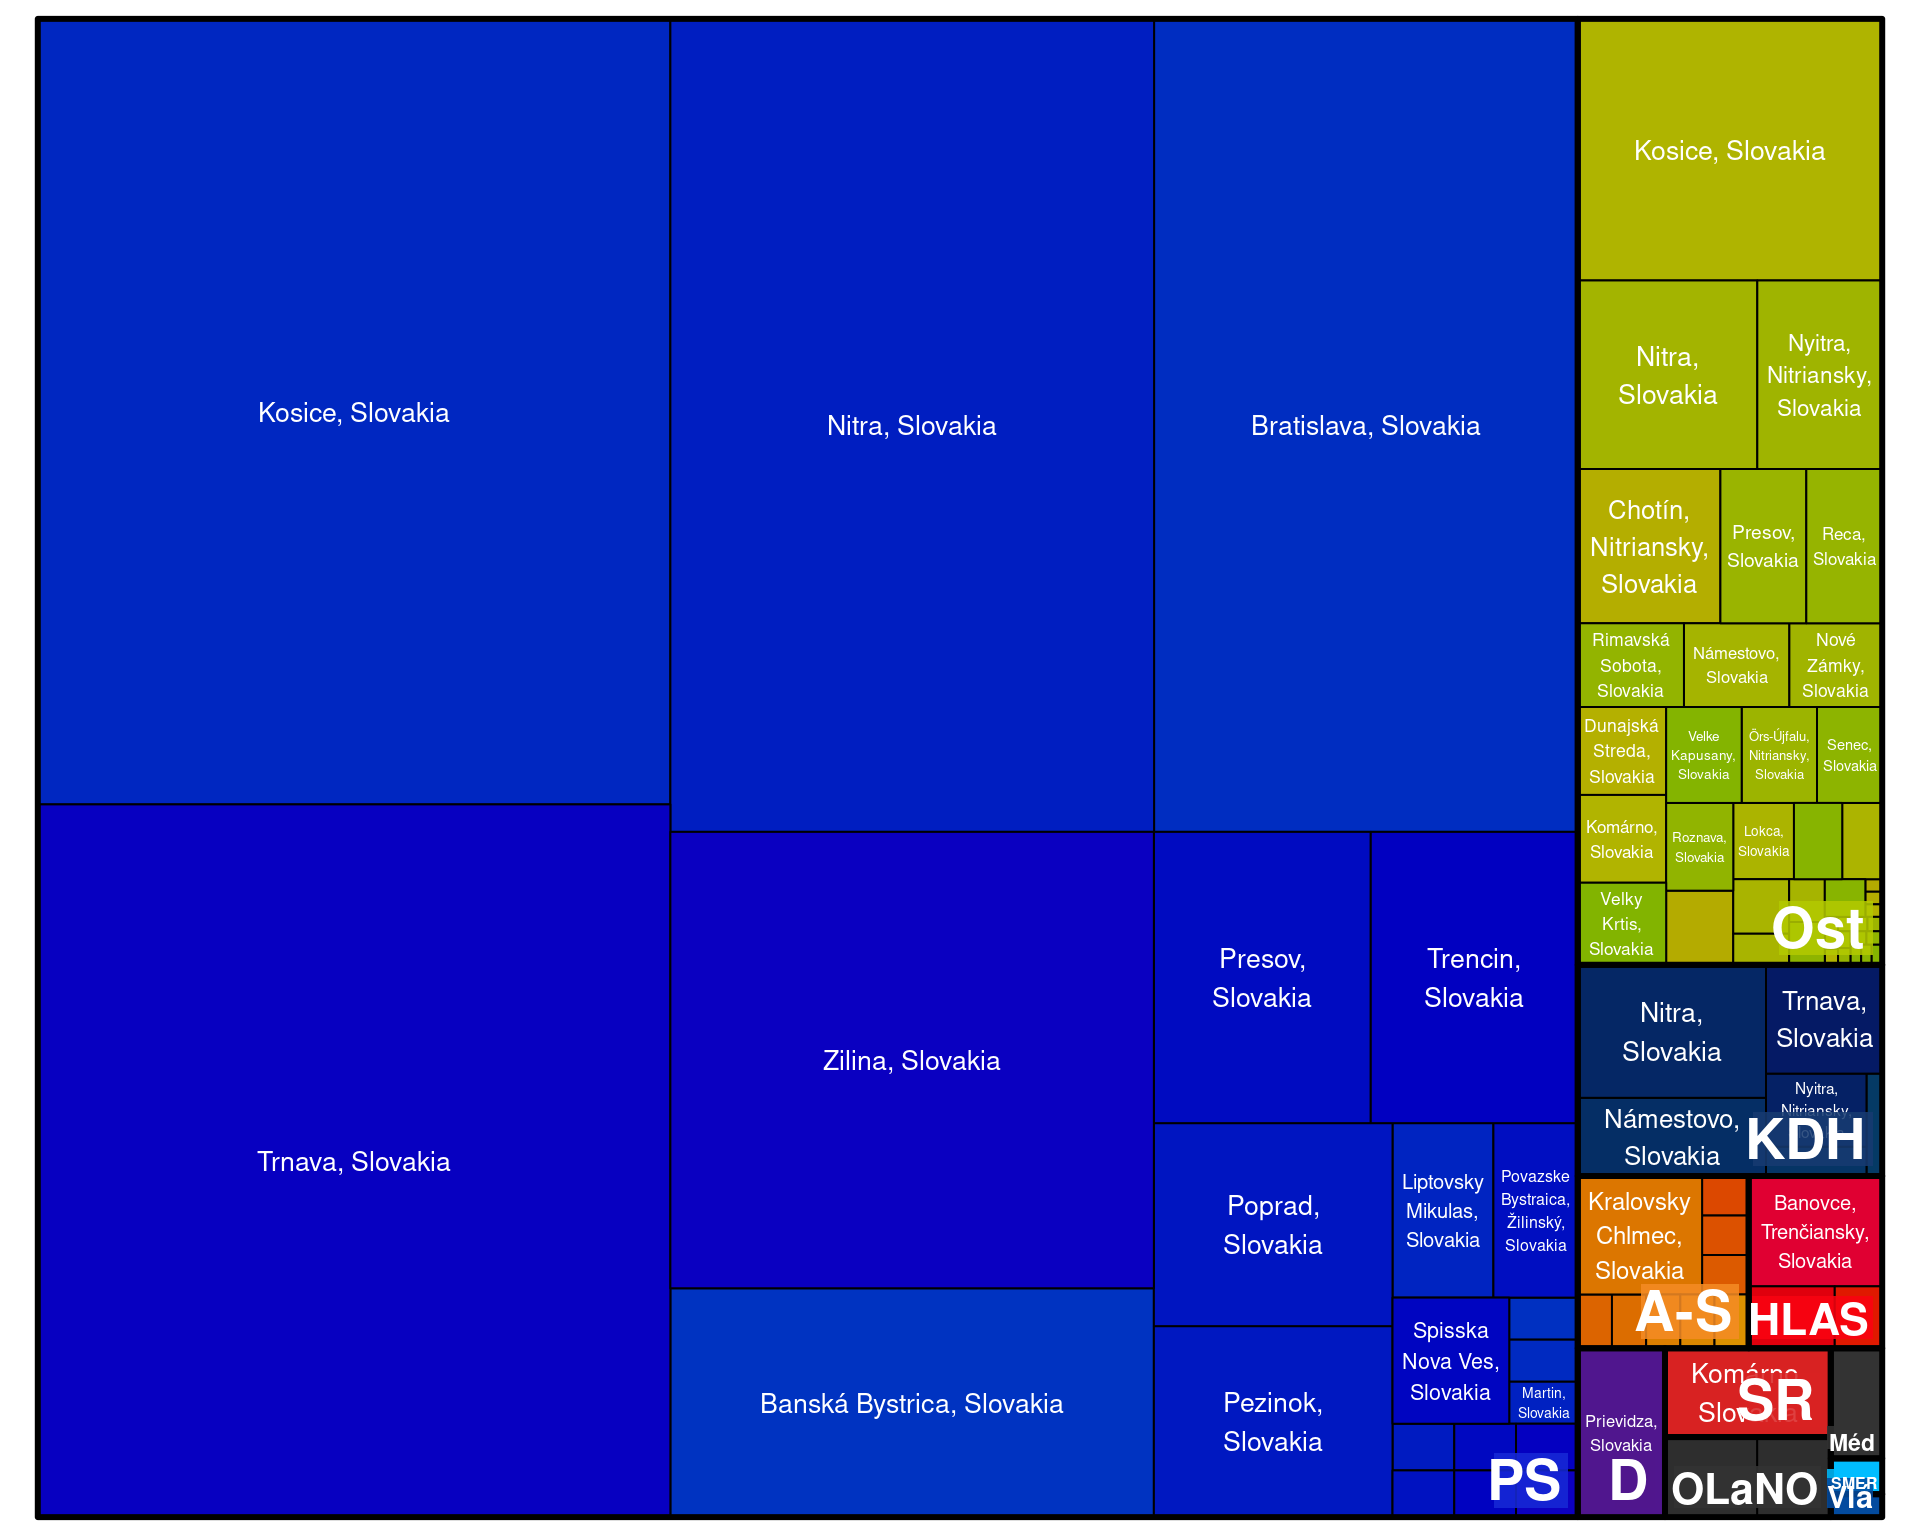 Kosice, Slovakia
Trnava, Slovakia
Nitra, Slovakia
Zilina, Slovakia
Banská Bystrica, Slovakia
Bratislava, Slovakia
Presov,
Slovakia
Trencin,
Slovakia
Poprad,
Slovakia
Pezinok,
Slovakia
Liptovsky
Mikulas,
Slovakia
Povazske
Bystraica,
Žilinský,
Slovakia
Spisska
Nova Ves,
Slovakia
Martin,
Slovakia
PS
Kosice, Slovakia
Nitra,
Slovakia
Nyitra,
Nitriansky,
Slovakia
Chotín,
Nitriansky,
Slovakia
Presov,
Slovakia
Reca,
Slovakia
Rimavská
Sobota,
Slovakia
Námestovo,
Slovakia
Nové
Zámky,
Slovakia
Dunajská
Streda,
Slovakia
Velke
Kapusany,
Slovakia
Örs-Újfalu,
Nitriansky,
Slovakia
Senec,
Slovakia
Komárno,
Slovakia
Roznava,
Slovakia
Lokca,
Slovakia
Velky
Krtis,
Slovakia
Ost
Nitra,
Slovakia
Trnava,
Slovakia
Námestovo,
Slovakia
Nyitra,
Nitriansky,
KDH
Kralovsky
Chlmec,
Slovakia
A-S
Banovce,
Trenčiansky,
Slovakia
HLAS
Prievidza,
Slovakia
D
Komárno,
Slovakia
SR
OLaNO
Méd
SMER
Via